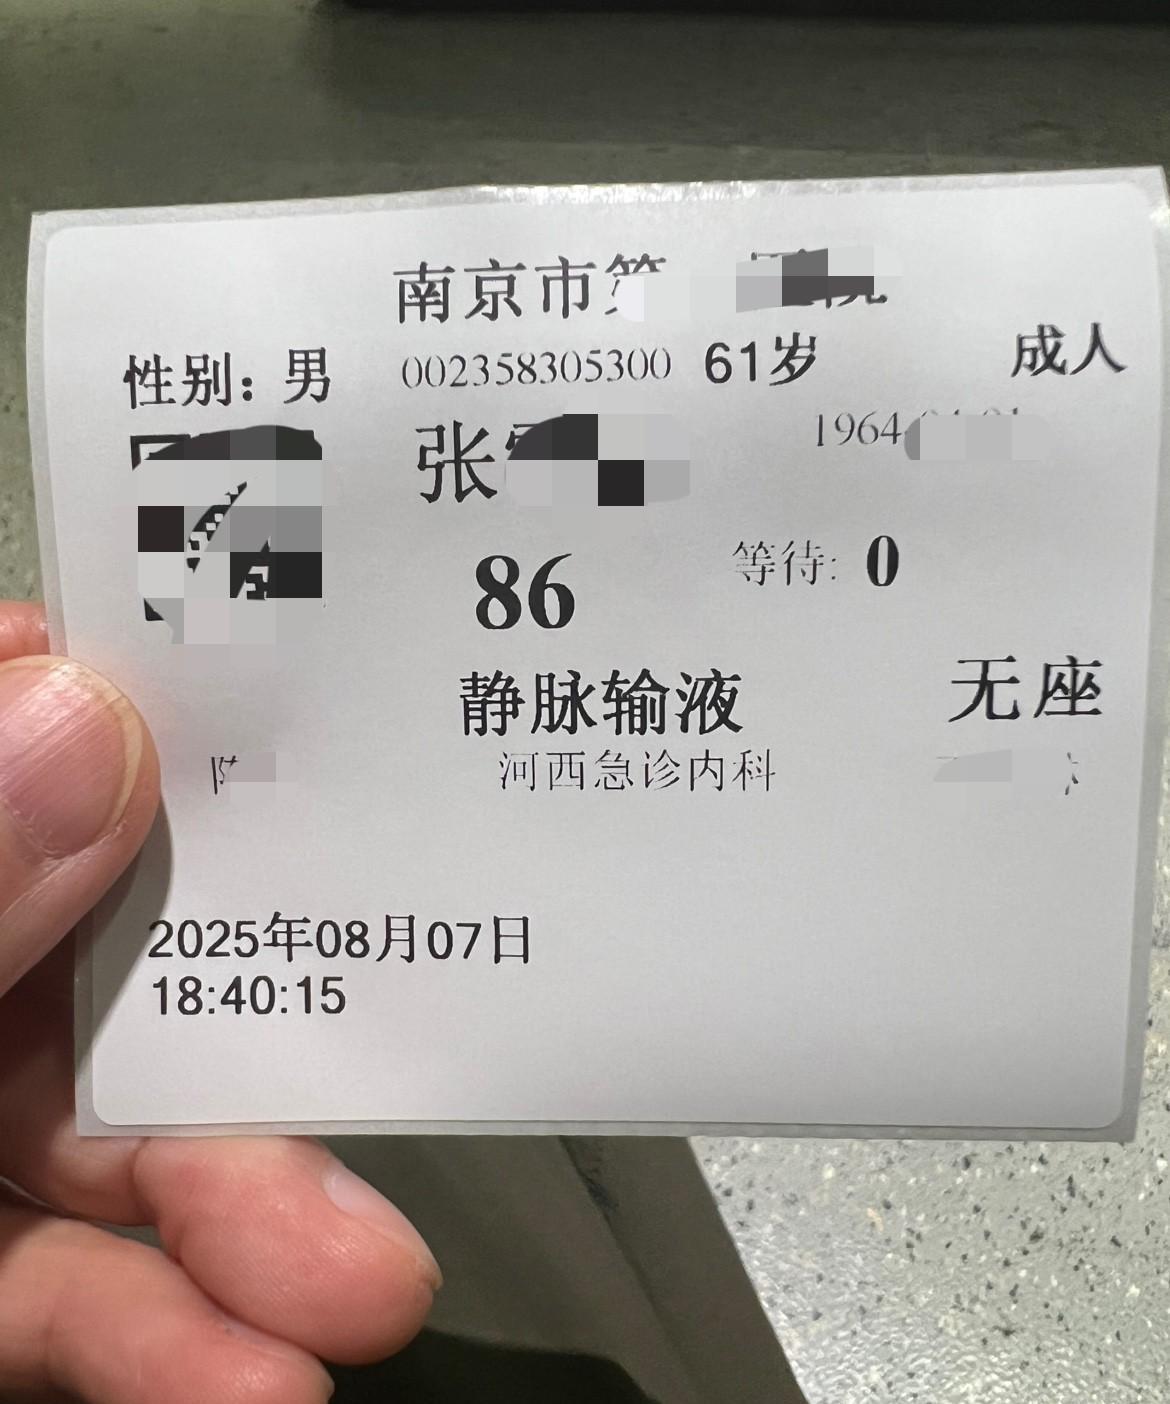 南京市第
性别：男 002358305300 61岁 成人
张 1964
86 等待: 0
静脉输液 无座
河西急诊内科
2025年08月07日
18:40:15